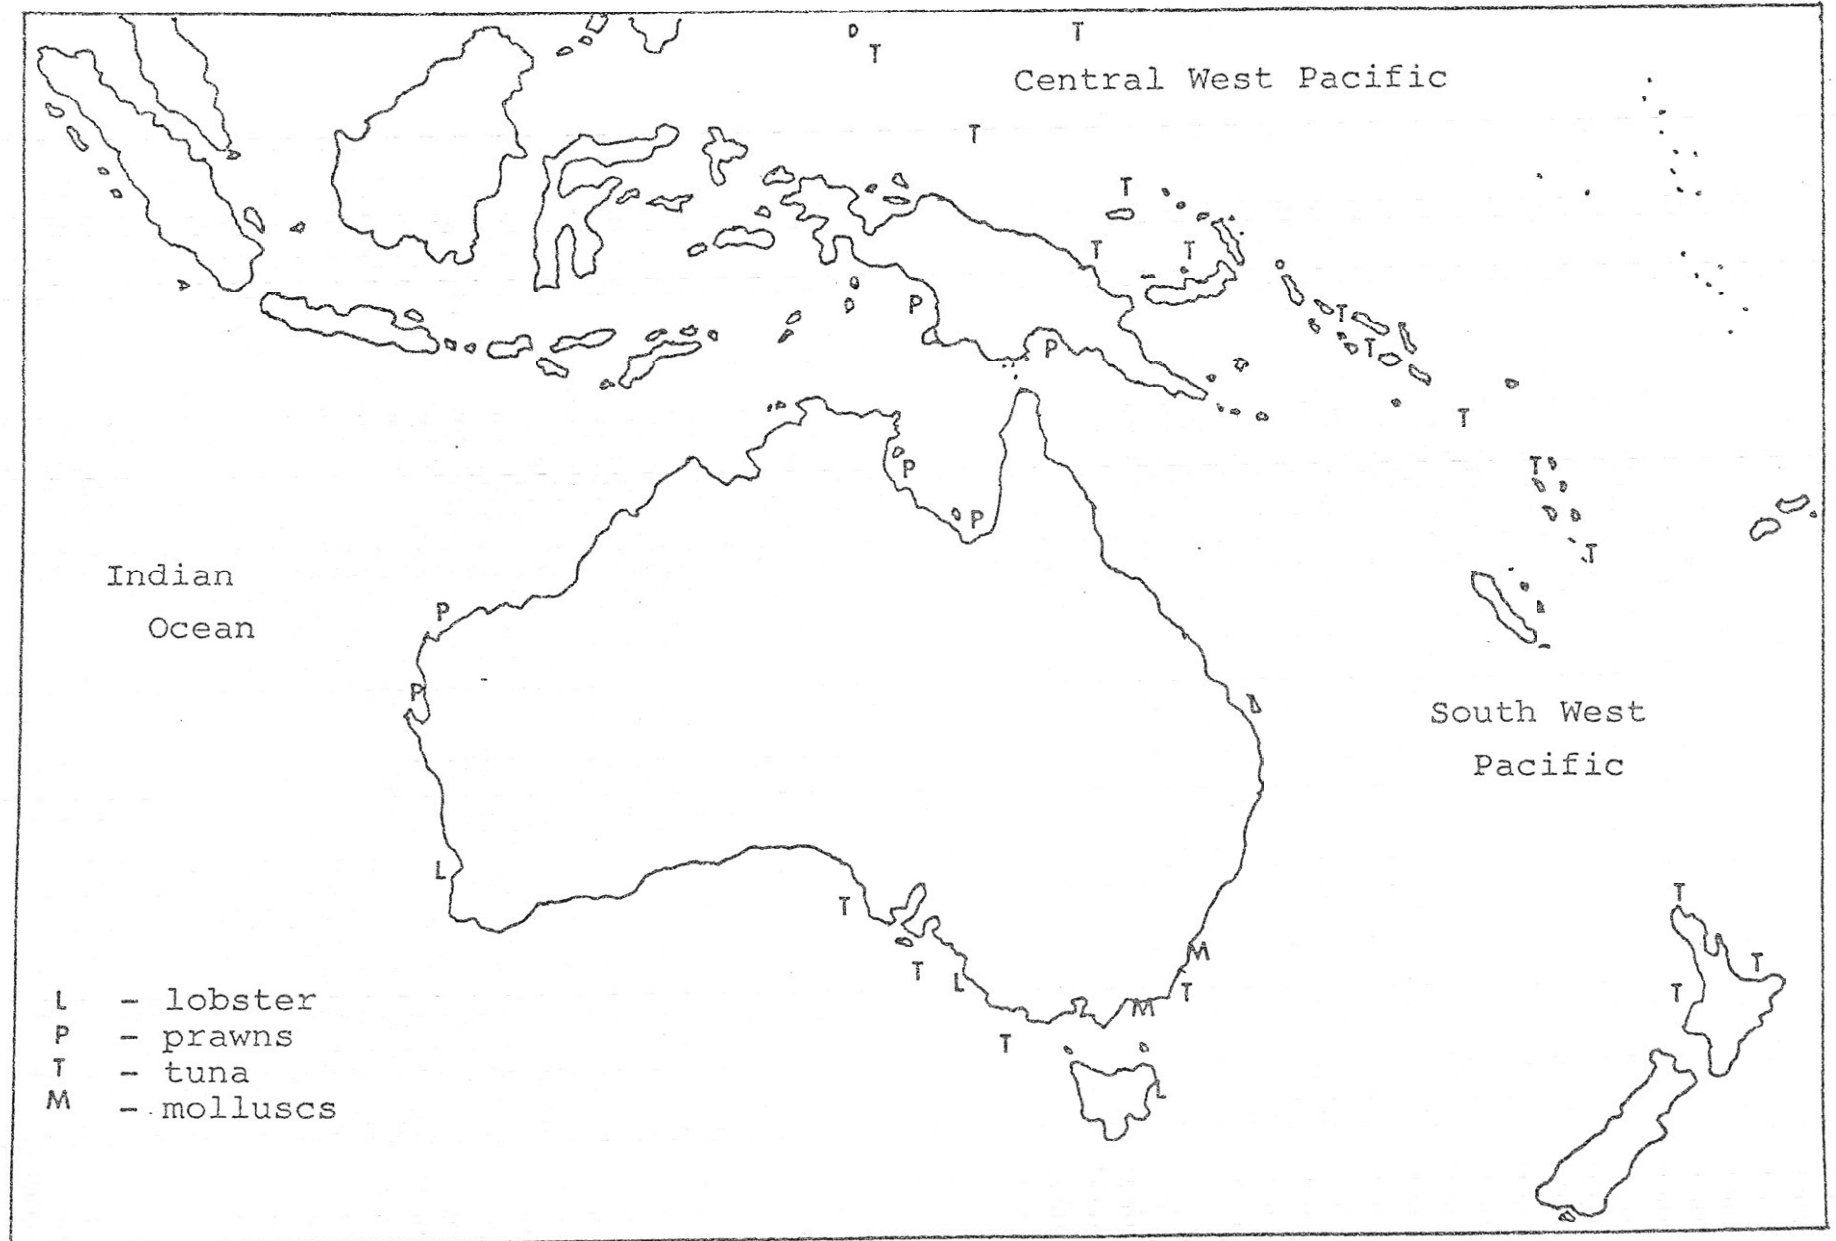 T
T
Central West Pacific
T
T
T T
P
T
P
T
T
P
T
P
T
Indian
Ocean
P
P
South West
Pacific
L
T
T
M
T
T
L
T
T
M
T
L
L - lobster
P - prawns
T - tuna
M - molluscs